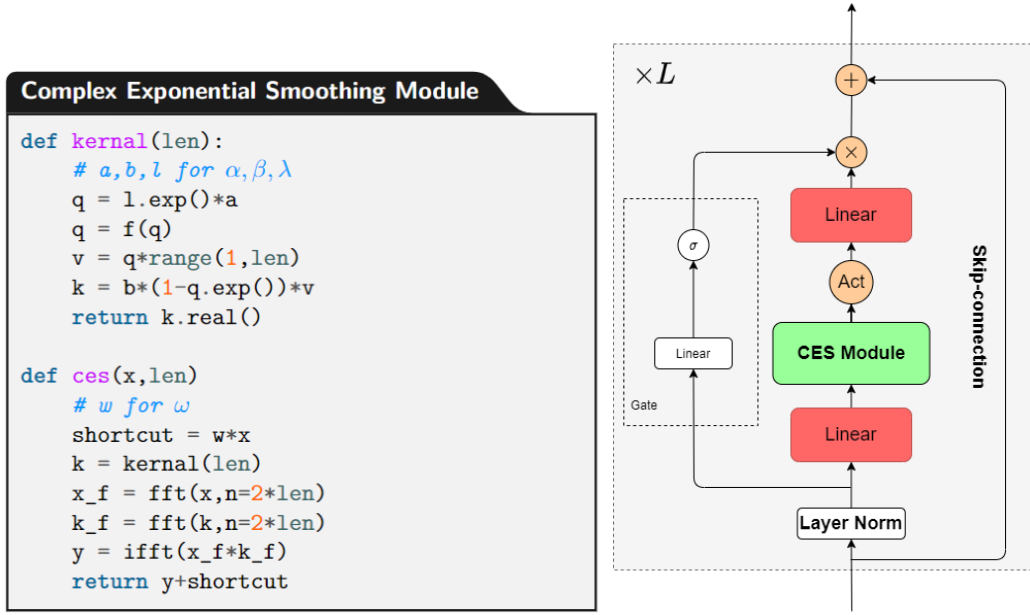 Complex Exponential Smoothing Module
def kernal(len):
    # a,b,l for α,β,λ
    q = l.exp()*a
    q = f(q)
    v = q*range(1,len)
    k = b*(1-q.exp())*v
    return k.real()
def ces(x,len)
    # w for ω
    shortcut = w*x
    k = kernal(len)
    x_f = fft(x,n=2*len)
    k_f = fft(k,n=2*len)
    y = ifft(x_f*k_f)
    return y+shortcut
×L
+
×
Linear
σ
Act
Linear
CES Module
Skip-connection
Gate
Linear
Layer Norm